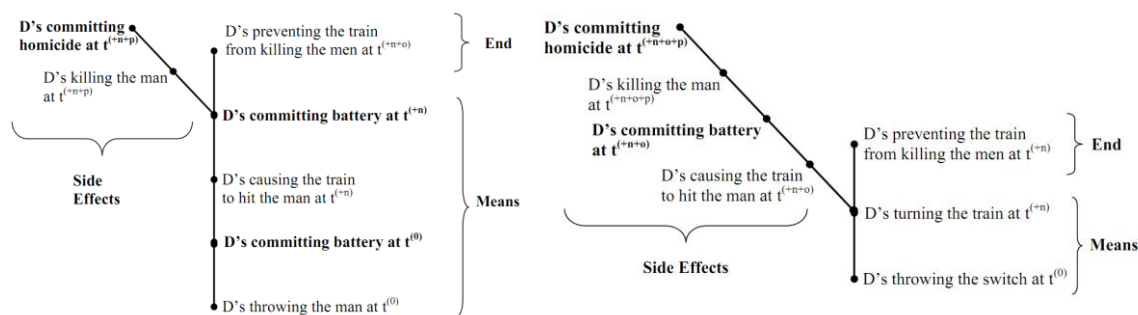 D's committing
homicide at t(+n+p)
D's killing the man
at t(+n+p)
Side
Effects
D's preventing the train
from killing the men at t(+n+o)
End
D's committing battery at t(+n)
D's causing the train
to hit the man at t(+n)
D's committing battery at t(0)
D's throwing the man at t(0)
Means
D's committing
homicide at t(+n+o+p)
D's killing the man
at t(+n+o+p)
D's committing battery
at t(+n+o)
D's causing the train
to hit the man at t(+n+o)
Side Effects
D's preventing the train
from killing the men at t(+n)
End
D's turning the train at t(+n)
D's throwing the switch at t(0)
Means